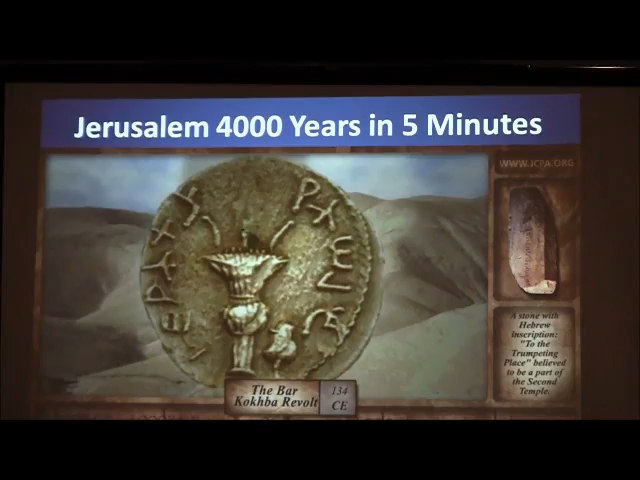 Jerusalem 4000 Years in 5 Minutes
WWW.JCPA.ORG
A stone with
Hebrew
inscription:
"To the
Trumpeting
Place" believed
to be a part of
the Second
Temple.
The Bar
Kokhba Revolt
134
CE